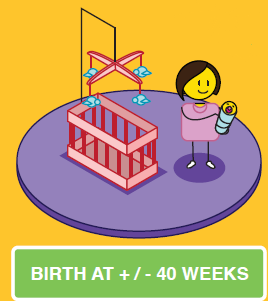 BIRTH AT + / - 40 WEEKS